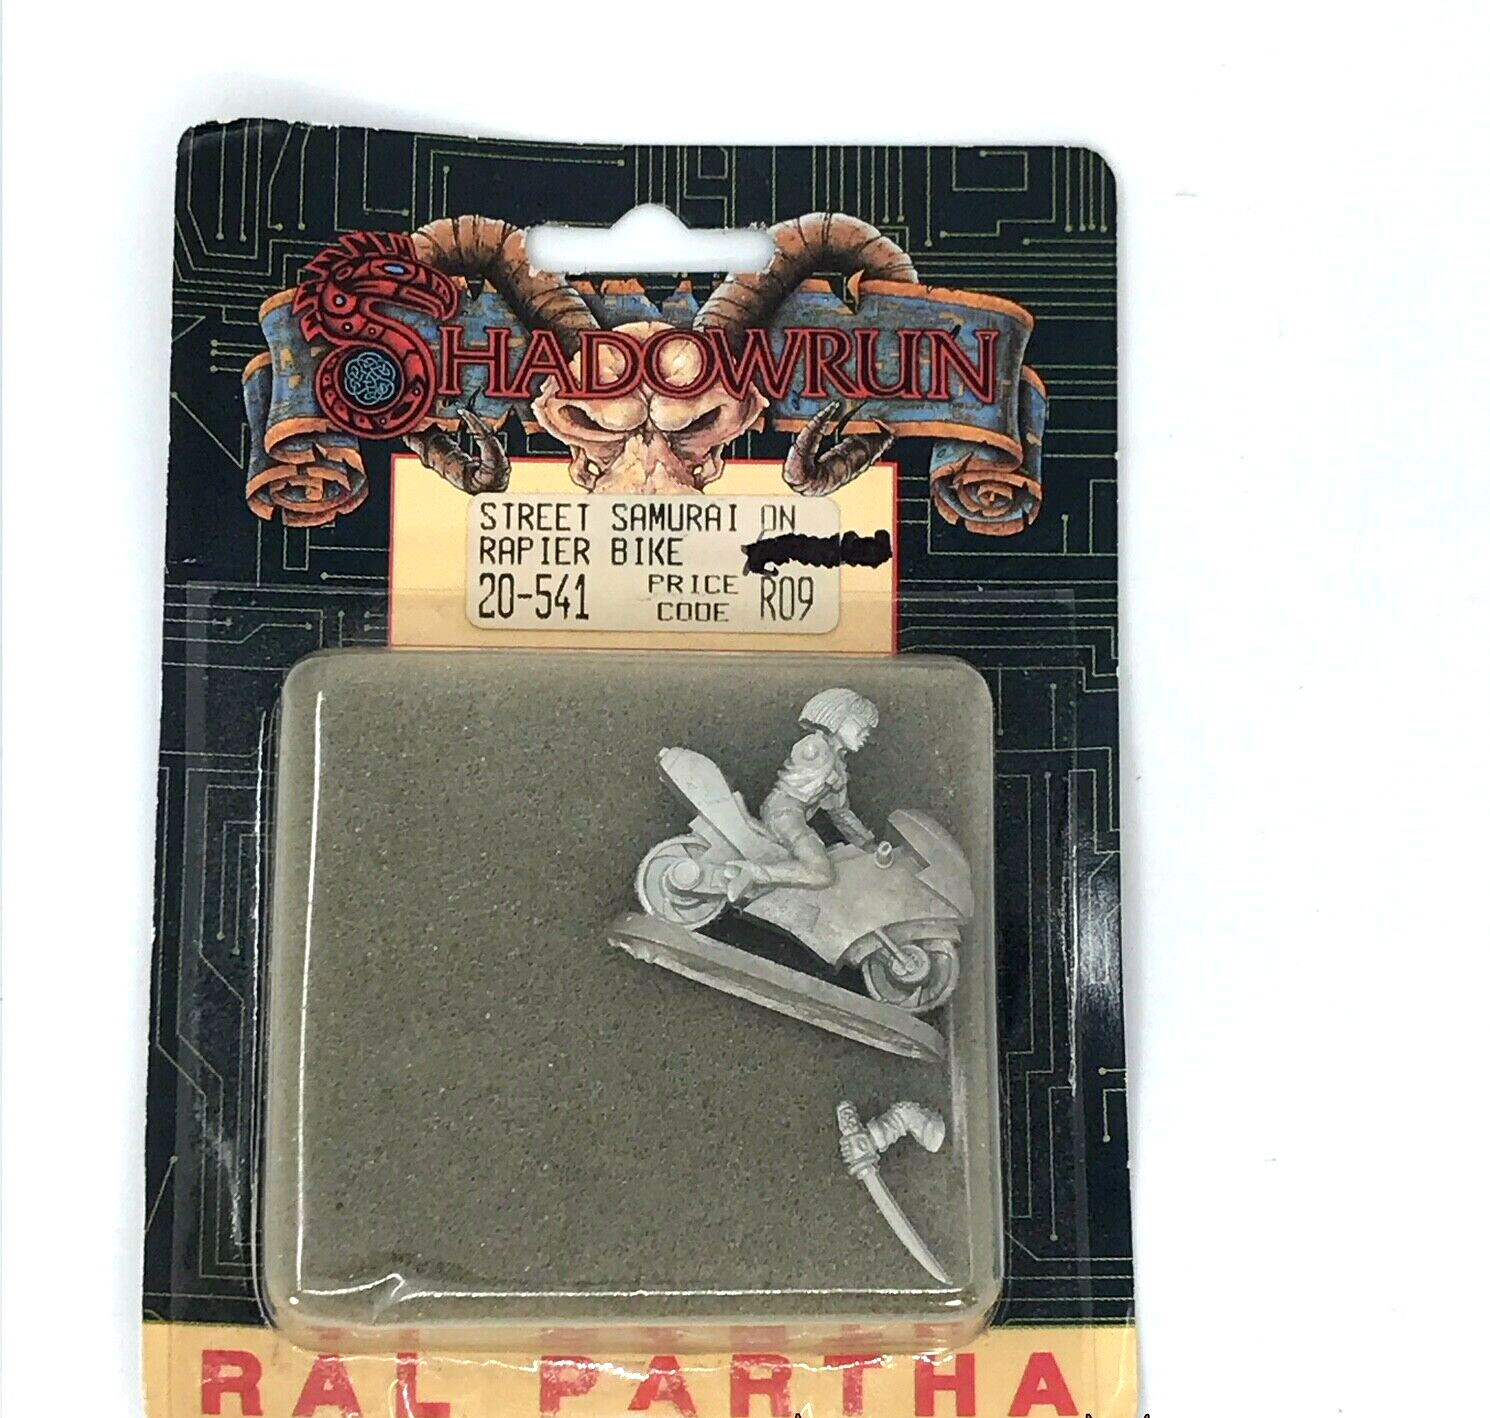 SHADOWRUN
STREET SAMURAI ON
RAPIER BIKE
20-541 PRICE CODE R09
RAL PARTHA